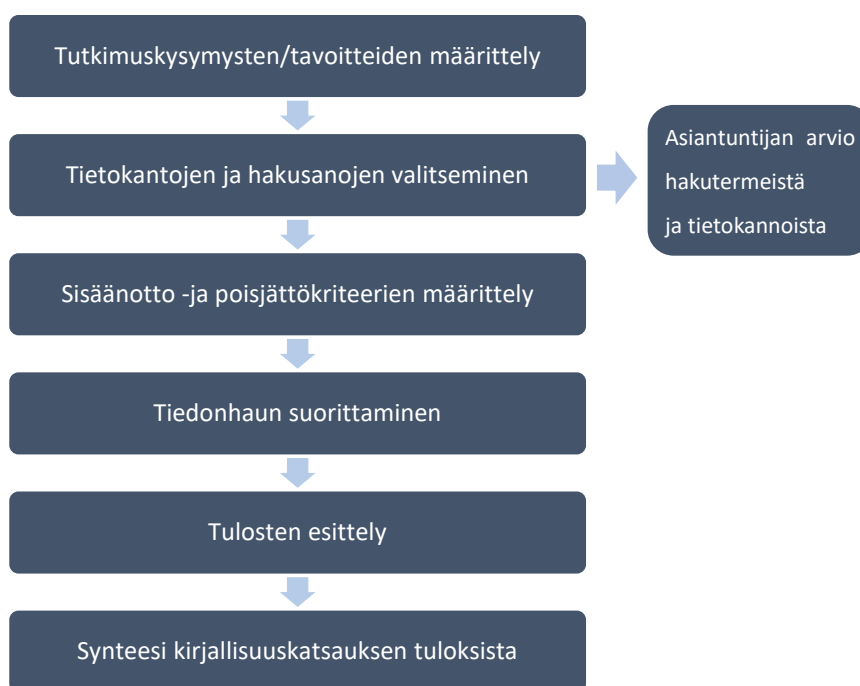 Tutkimuskysymysten/tavoitteiden määrittely
Tietokantojen ja hakusanojen valitseminen
Asiantuntijan arvio
hakutermeistä
ja tietokannoista
Sisäänotto -ja poisjättökriteerien määrittely
Tiedonhaun suorittaminen
Tulosten esittely
Synteesi kirjallisuuskatsauksen tuloksista